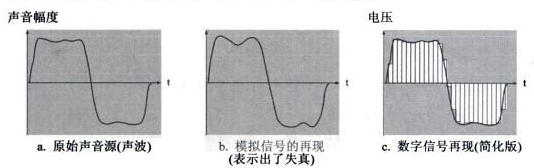 声音幅度
电压
t
t
t
a. 原始声音源(声波)
b. 模拟信号的再现
(表示出了失真)
c. 数字信号再现(简化版)